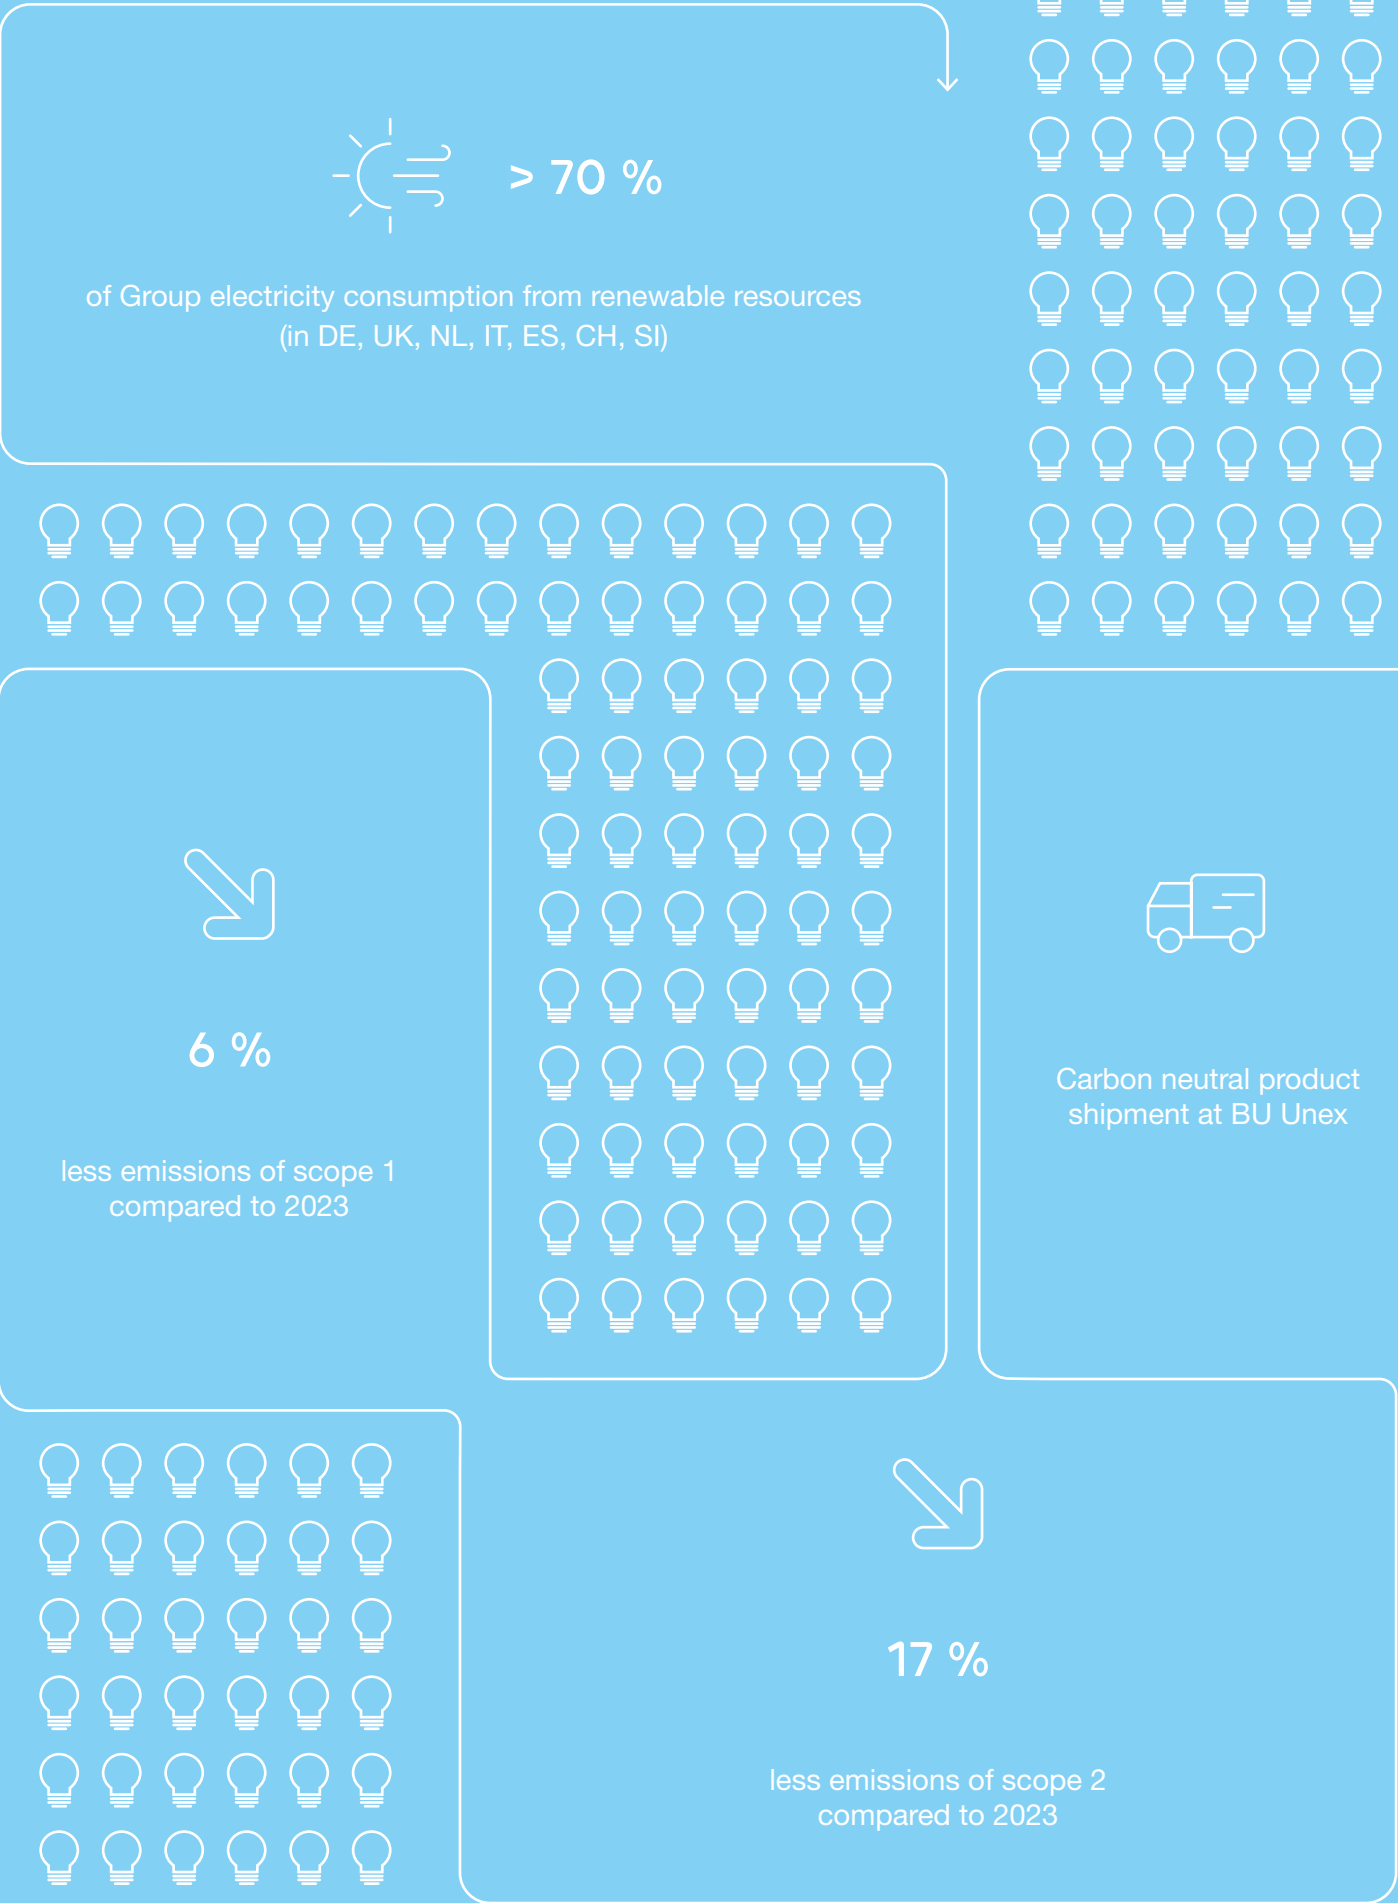 > 70 %
of Group electricity consumption from renewable resources
(in DE, UK, NL, IT, ES, CH, SI)
6 %
less emissions of scope 1
compared to 2023
Carbon neutral product
shipment at BU Unex
17 %
less emissions of scope 2
compared to 2023